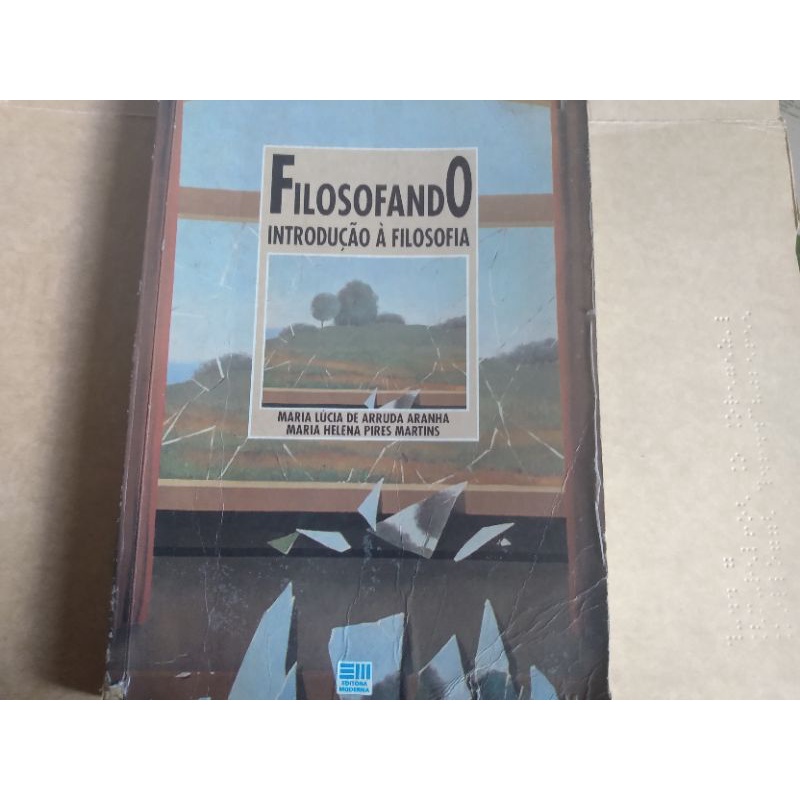 FILOSOFANDO
INTRODUÇÃO À FILOSOFIA
MARIA LÚCIA DE ARRUDA ARANHA
MARIA HELENA PIRES MARTINS
EDITORA
MODERNA